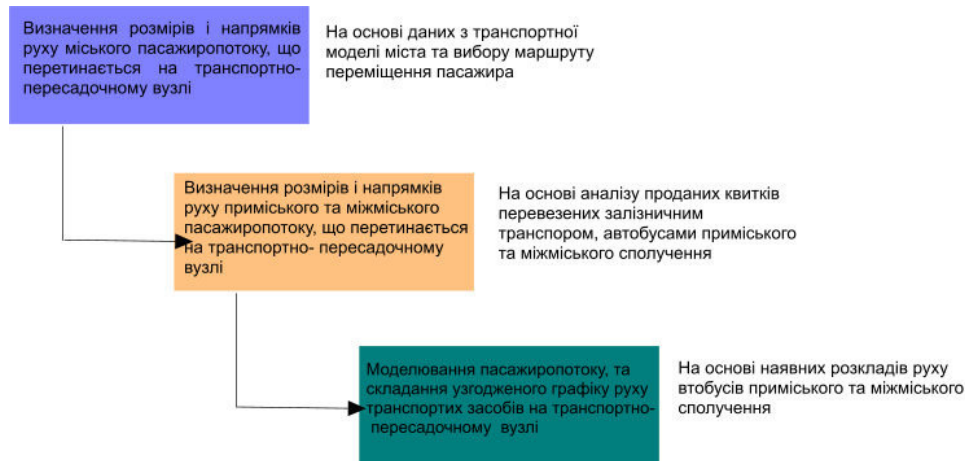 Визначення розмірів і напрямків
руху міського пасажиропотоку, що
перетинається на транспортно-
пересадочному вузлі
На основі даних з транспортної
моделі міста та вибору маршруту
переміщення пасажира
Визначення розмірів і напрямків
руху приміського та міжміського
пасажиропотоку, що перетинається
на транспортно- пересадочному
вузлі
На основі аналізу проданих квитків
перевезених залізничним
транспором, автобусами приміського
та міжміського сполучення
Моделювання пасажиропотоку, та
складання узгодженого графіку руху
транспортих засобів на транспортно-
пересадочному вузлі
На основі наявних розкладів руху
втобусів приміського та міжміського
сполучення